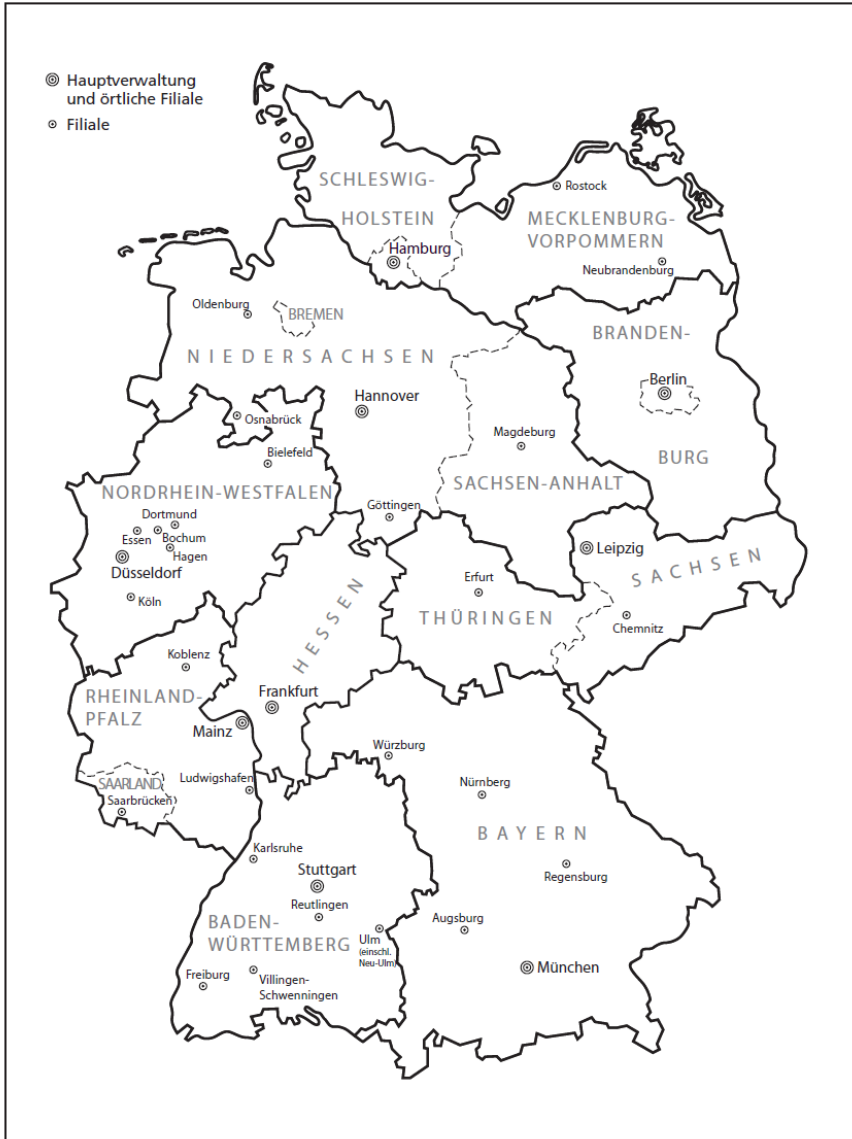 Hauptverwaltung
und örtliche Filiale
Filiale
SCHLESWIG-
HOLSTEIN
Hamburg
Rostock
MECKLENBURG-
VORPOMMERN
Neubrandenburg
Oldenburg
BREMEN
NIEDERSACHSEN
Hannover
Osnabrück
BRANDEN-
Berlin
BURG
Magdeburg
SACHSEN-ANHALT
Bielefeld
NORDRHEIN-WESTFALEN
Dortmund
Essen
Bochum
Hagen
Düsseldorf
Köln
Göttingen
HESSEN
Leipzig
SACHSEN
Chemnitz
Erfurt
THÜRINGEN
Koblenz
RHEINLAND-
PFALZ
Frankfurt
Mainz
SAARLAND
Saarbrücken
Ludwigshafen
Würzburg
Nürnberg
BAYERN
Regensburg
Karlsruhe
Stuttgart
Reutlingen
BADEN-
WÜRTTEMBERG
Ulm
(einschl.
Neu-Ulm)
Augsburg
München
Freiburg
Villingen-
Schwenningen